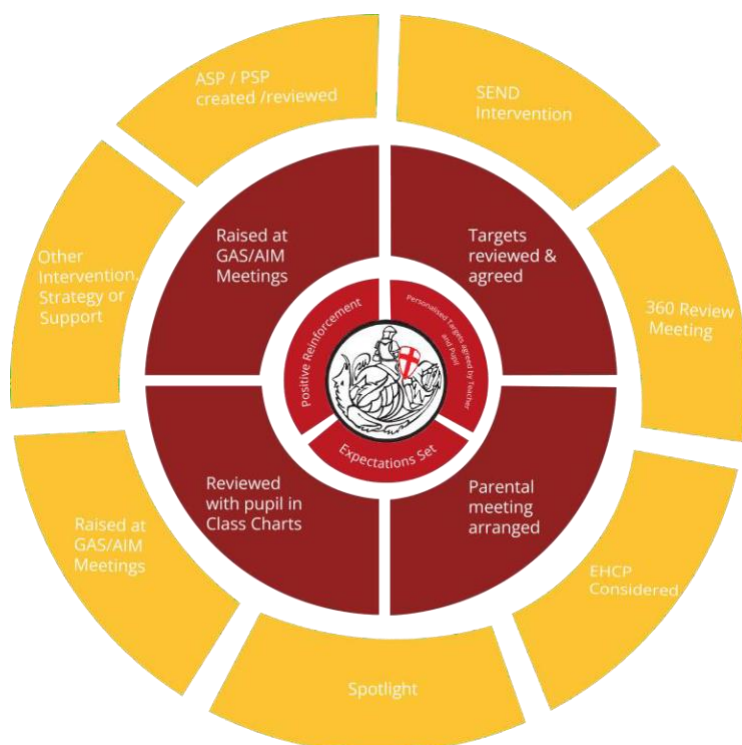 ASP / PSP
created /reviewed
SEND
Intervention
360 Review
Meeting
EHCP
Considered
Spotlight
Raised at
GAS/AIM
Meetings
Other
Intervention,
Strategy or
Support
Raised at
GAS/AIM
Meetings
Targets
reviewed &
agreed
Parental
meeting
arranged
Reviewed
with pupil in
Class Charts
Positive Reinforcement
Personalised Targets agreed by Teacher
and Pupil
Expectations Set